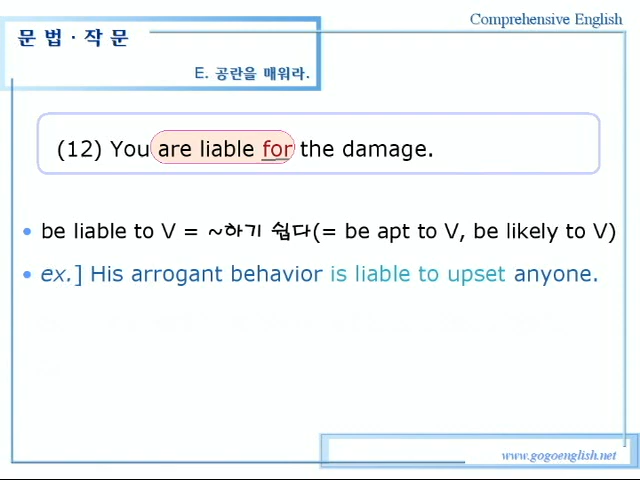 Comprehensive English
문 법 · 작 문
E. 공란을 매워라.
(12) You are liable for the damage.
• be liable to V = ~하기 쉽다(= be apt to V, be likely to V)
• ex.] His arrogant behavior is liable to upset anyone.
www.gogoenglish.net